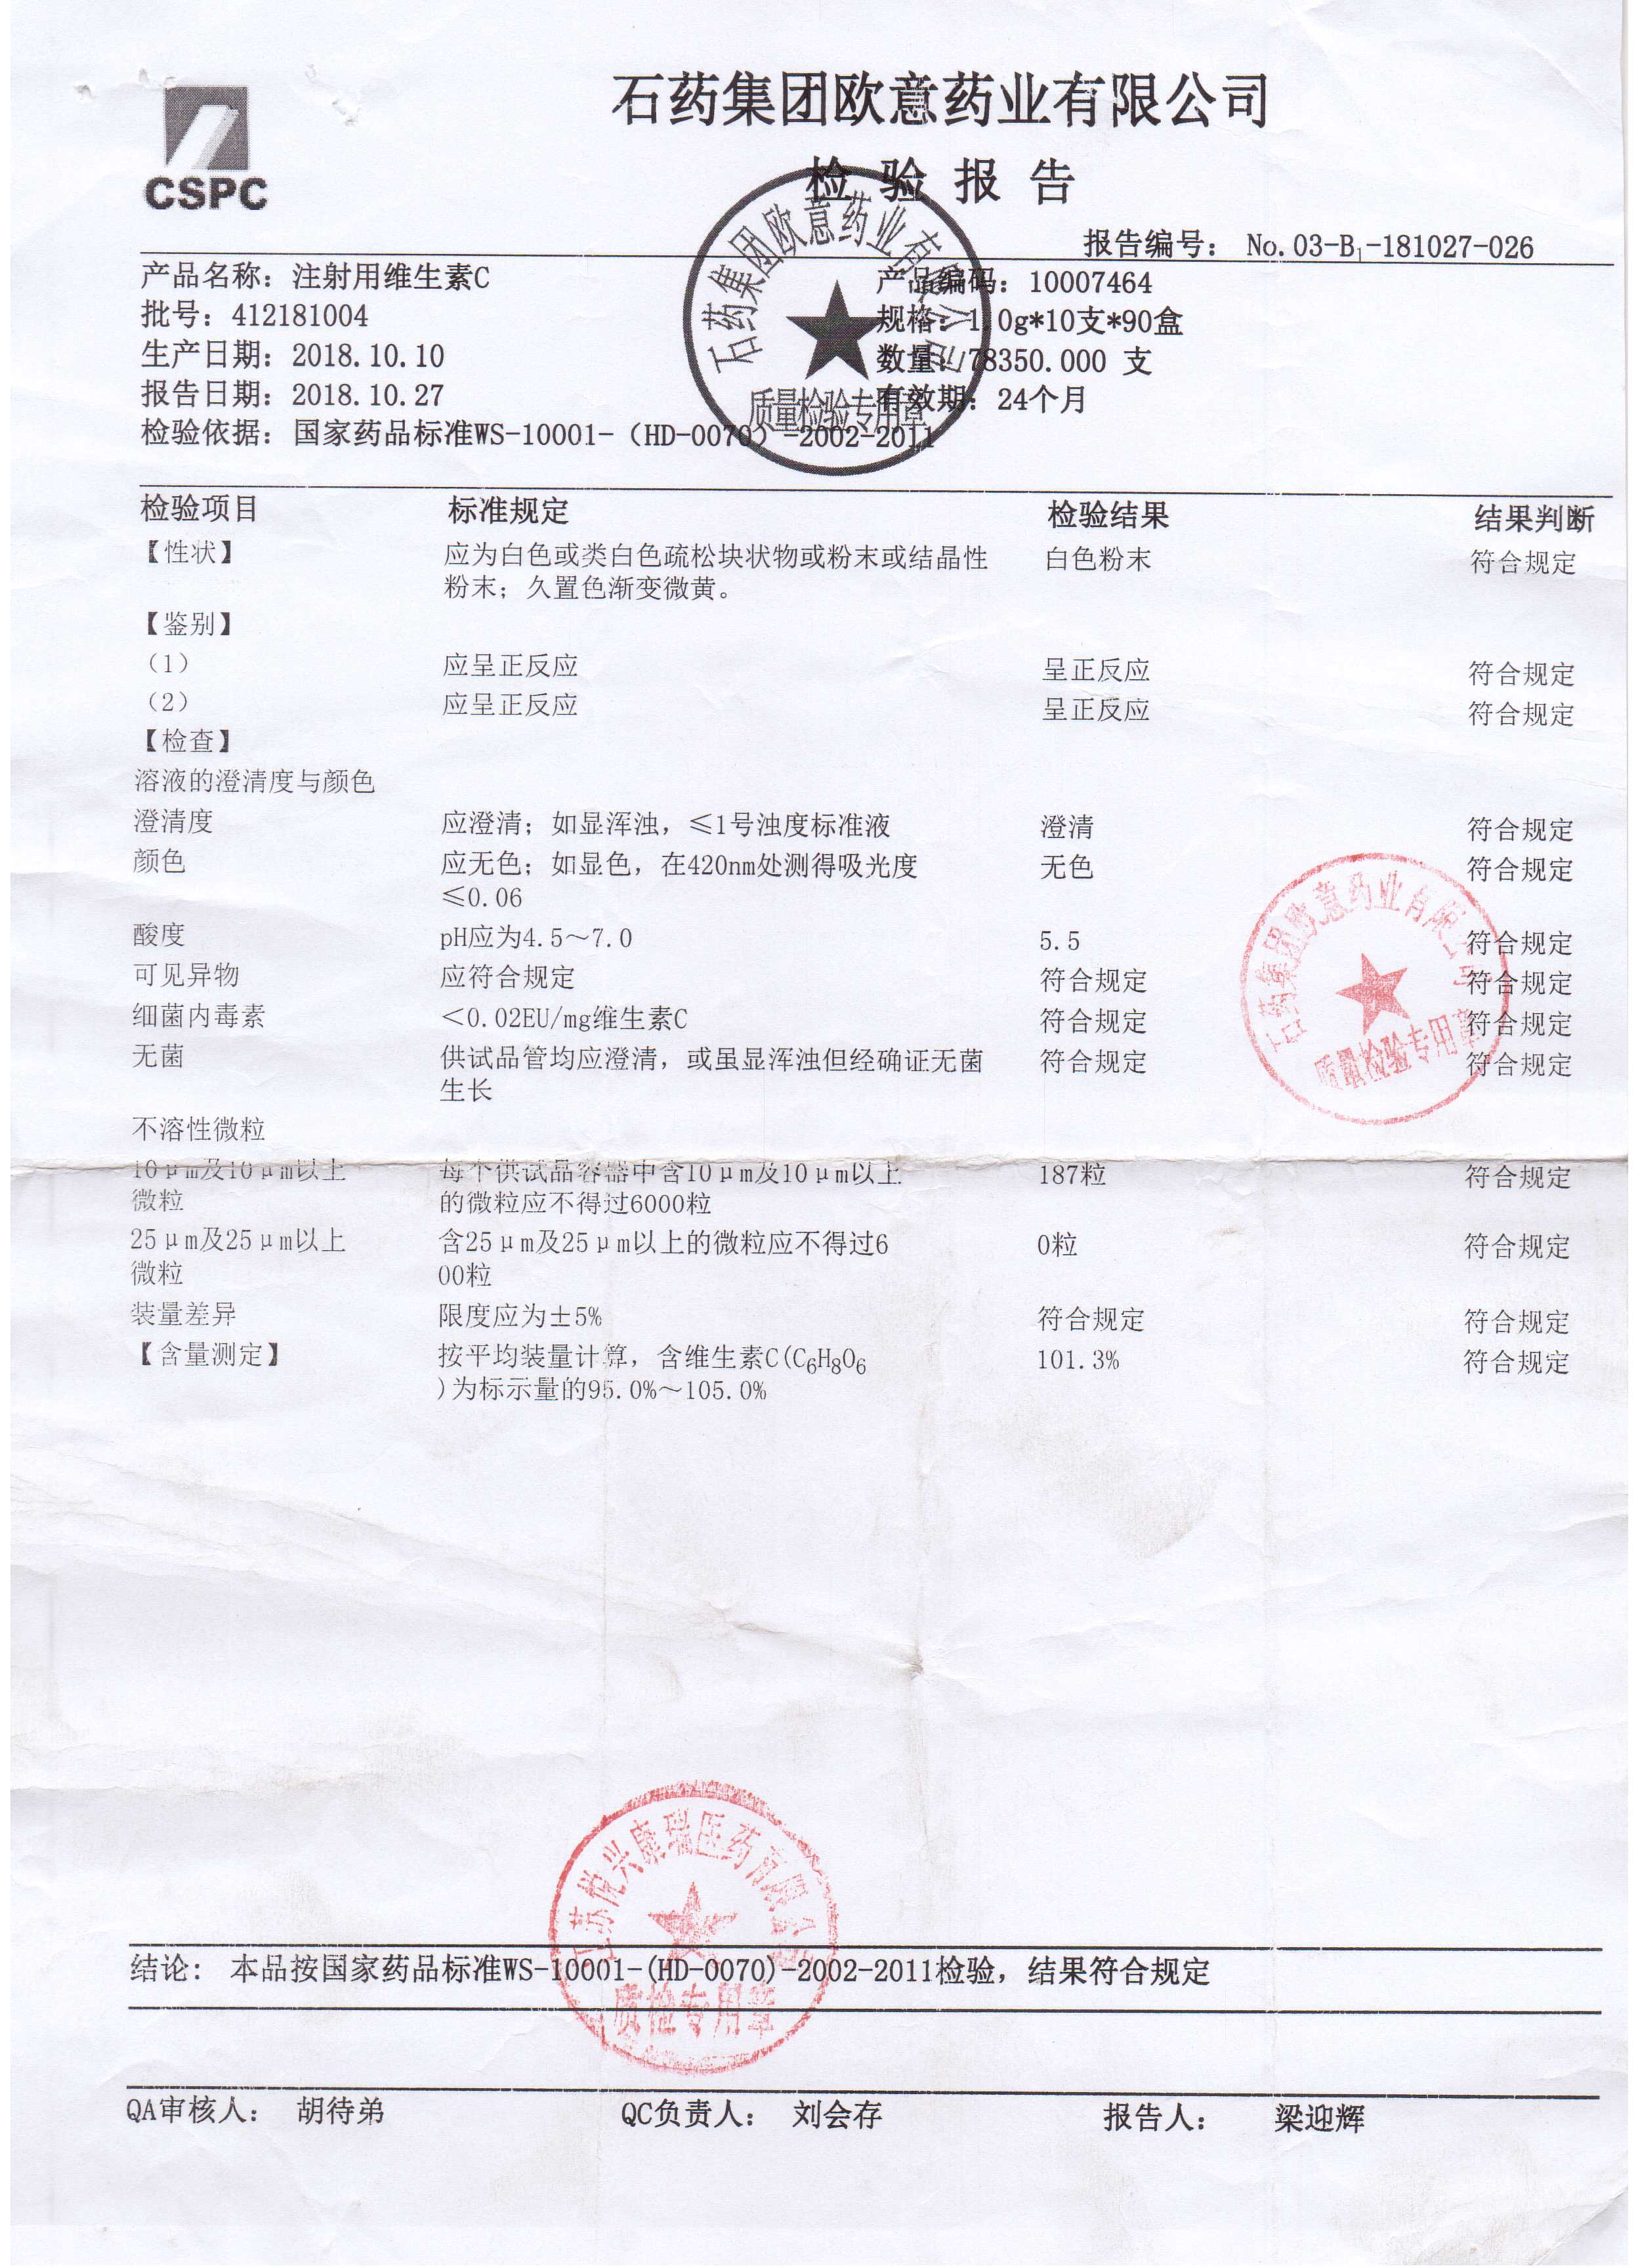 CSPC
石药集团欧意药业有限公司
检验报告
报告编号： No.03-B1-181027-026
产品名称：注射用维生素C 产品编码：10007464
批号：412181004 规格：1.0g*10支*90盒
生产日期：2018.10.10 数量：78350.000 支
报告日期：2018.10.27 有效期：24个月
检验依据：国家药品标准WS-10001-（HD-0070）-2002-2011
石药集团欧意药业有限公司
质量检验专用章
检验项目 标准规定 检验结果 结果判断
【性状】 应为白色或类白色疏松块状物或粉末或结晶性 白色粉末 符合规定
粉末；久置色渐变微黄。
【鉴别】
（1） 应呈正反应 呈正反应 符合规定
（2） 应呈正反应 呈正反应 符合规定
【检查】
溶液的澄清度与颜色
澄清度 应澄清；如显浑浊，≤1号浊度标准液 澄清 符合规定
颜色 应无色；如显色，在420nm处测得吸光度 无色 符合规定
≤0.06
酸度 pH应为4.5～7.0 5.5 符合规定
可见异物 应符合规定 符合规定 符合规定
细菌内毒素 ＜0.02EU/mg维生素C 符合规定 符合规定
无菌 供试品管均应澄清，或虽显浑浊但经确证无菌 符合规定 符合规定
生长
石药集团欧意药业有限公司
质量检验专用章
不溶性微粒
10μm及10μm以上 每个供试品容器中含10μm及10μm以上 187粒 符合规定
微粒 的微粒应不得过6000粒
25μm及25μm以上 含25μm及25μm以上的微粒应不得过6 0粒 符合规定
微粒 00粒
装量差异 限度应为±5% 符合规定 符合规定
【含量测定】 按平均装量计算，含维生素C(C6H8O6 101.3% 符合规定
)为标示量的95.0%～105.0%
江苏悦兴康瑞医药有限公司
质检专用章
结论： 本品按国家药品标准WS-10001-(HD-0070)-2002-2011检验，结果符合规定
QA审核人： 胡待弟 QC负责人： 刘会存 报告人： 梁迎辉